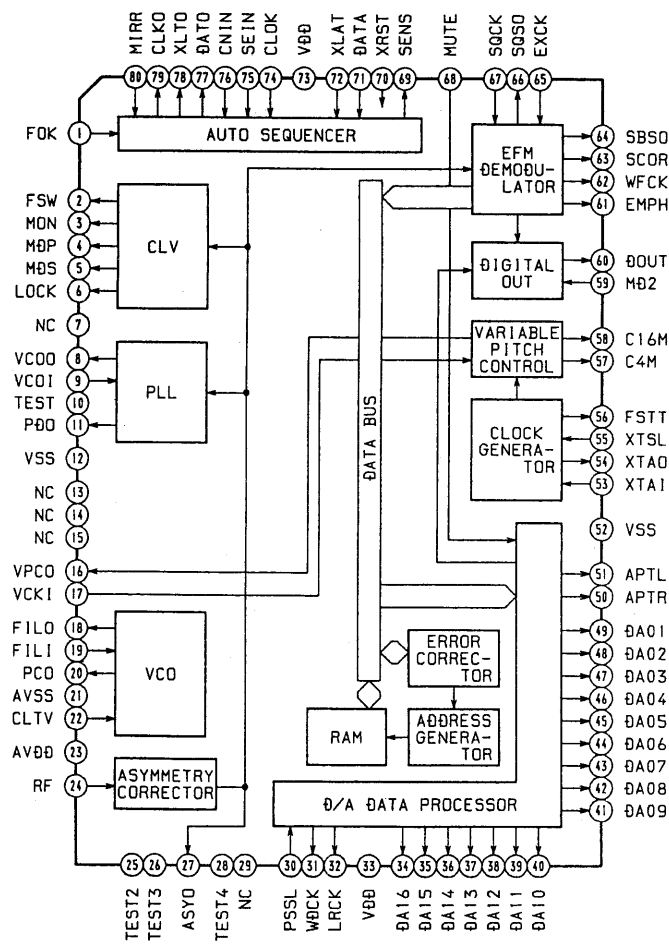 MIRR CLKO XLTO DATO CNIN SEIN CLOK VDD XLAT DATA XRST SENS MUTE SQCK SQSO EXCK
80 79 78 77 76 75 74 73 72 71 70 69 68 67 66 65
FOK 1
AUTO SEQUENCER
EFM
DEMODU-
LATOR
64 SBSO
63 SCOR
62 WFCK
61 EMPH
FSW 2
MON 3
MDP 4
MDS 5
LOCK 6
CLV
DIGITAL
OUT
60 DOUT
59 MD2
NC 7
VCOO 8
VCOI 9
TEST 10
PDO 11
PLL
VARIABLE
PITCH
CONTROL
58 C16M
57 C4M
DATA BUS
CLOCK
GENERA-
TOR
56 FSTT
55 XTSL
54 XTAO
53 XTAI
VSS 12
NC 13
NC 14
NC 15
VPCO 16
VCKI 17
52 VSS
51 APTL
50 APTR
FILO 18
FILI 19
PCO 20
AVSS 21
CLTV 22
VCO
ERROR
CORREC-
TOR
RAM
ADDRESS
GENERA-
TOR
49 DA01
48 DA02
47 DA03
46 DA04
45 DA05
44 DA06
43 DA07
42 DA08
41 DA09
AVDD 23
RF 24
ASYMMETRY
CORRECTOR
D/A DATA PROCESSOR
25 26 27 28 29 30 31 32 33 34 35 36 37 38 39 40
TEST2 TEST3 ASYO TEST4 NC PSSL WDCK LRCK VDD DA16 DA15 DA14 DA13 DA12 DA11 DA10